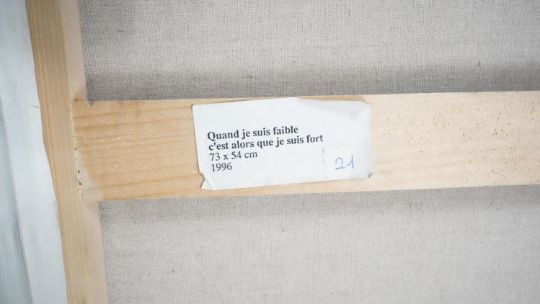 Quand je suis faible
c'est alors que je suis fort
73 x 54 cm
1996
21